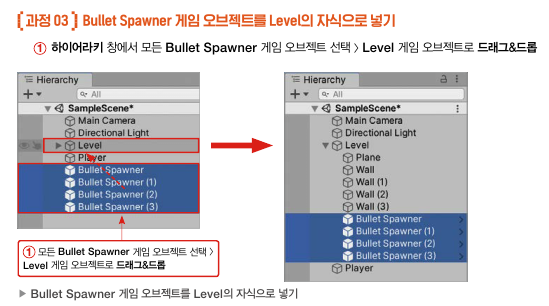 과정 03 Bullet Spawner 게임 오브젝트를 Level의 자식으로 넣기
① 하이어라키 창에서 모든 Bullet Spawner 게임 오브젝트 선택 > Level 게임 오브젝트로 드래그&드롭
Hierarchy
+ All
SampleScene*
Main Camera
Directional Light
Level
Player
Bullet Spawner
Bullet Spawner (1)
Bullet Spawner (2)
Bullet Spawner (3)
① 모든 Bullet Spawner 게임 오브젝트 선택 >
Level 게임 오브젝트로 드래그&드롭
Hierarchy
+ All
SampleScene*
Main Camera
Directional Light
Level
Plane
Wall
Wall (1)
Wall (2)
Wall (3)
Bullet Spawner
Bullet Spawner (1)
Bullet Spawner (2)
Bullet Spawner (3)
Player
▶ Bullet Spawner 게임 오브젝트를 Level의 자식으로 넣기